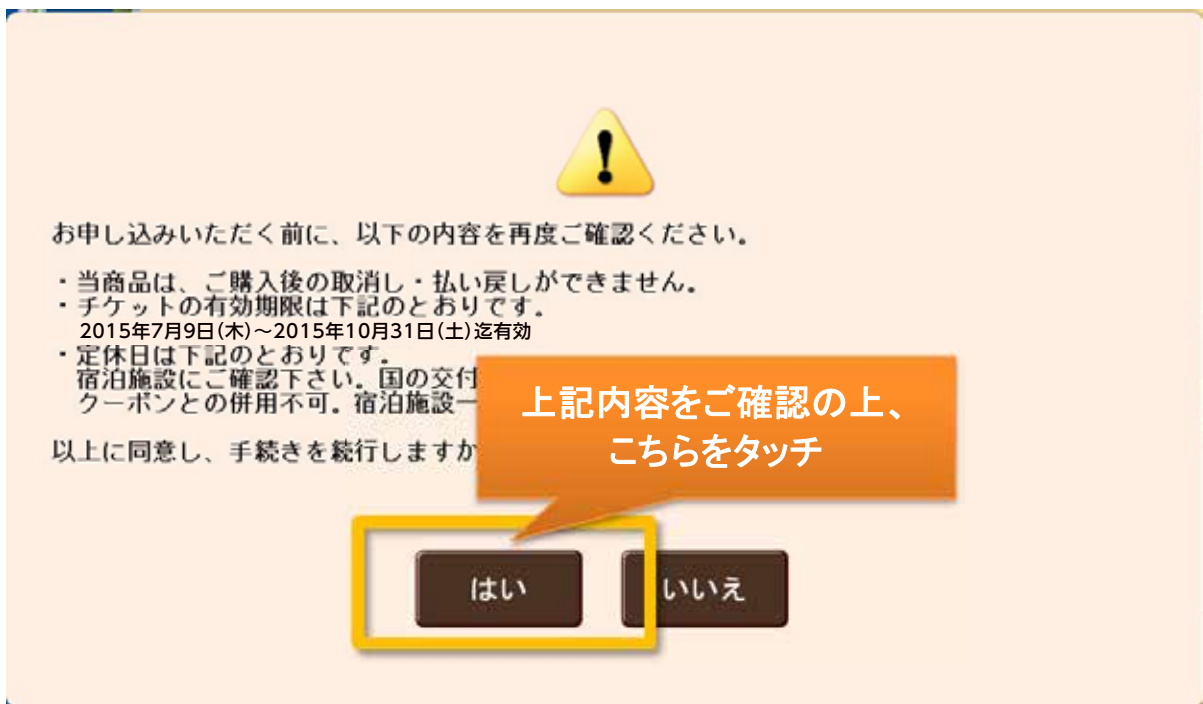 お申し込みいただく前に、以下の内容を再度ご確認ください。
・当商品は、ご購入後の取消し・払い戻しができません。
・チケットの有効期限は下記のとおりです。
2015年7月9日(木)～2015年10月31日(土)迄有効
・定休日は下記のとおりです。
宿泊施設にご確認下さい。国の交付
クーポンとの併用不可。宿泊施設一
以上に同意し、手続きを続行しますか
上記内容をご確認の上、
こちらをタッチ
はい
いいえ